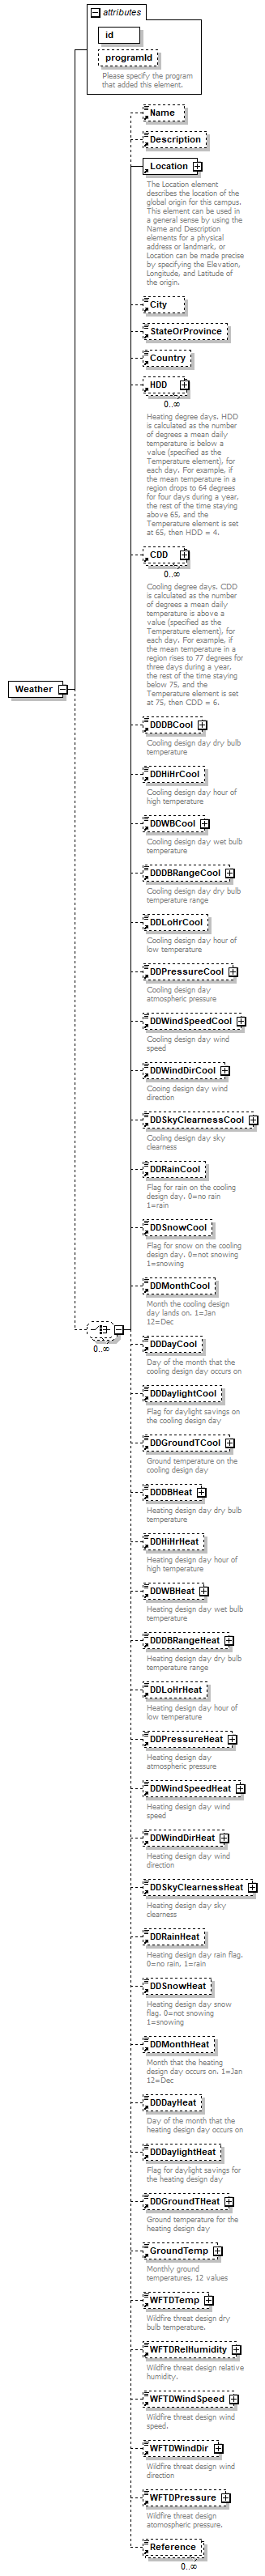 attributes
id
programId
Please specify the program
that added this element.
Name
Description
Location
The Location element
describes the location of the
global origin for this campus.
This element can be used in
a general sense by using the
Name and Description
elements for a physical
address or landmark, or
Location can be made precise
by specifying the Elevation,
Longitude, and Latitude of
the origin.
City
StateOrProvince
Country
HDD
0..∞
Heating degree days. HDD
is calculated as the number
of degrees a mean daily
temperature is below a
value (specified as the
Temperature element), for
each day. For example, if
the mean temperature in a
region drops to 64 degrees
for four days during a year,
the rest of the time staying
above 65, and the
Temperature element is set
at 65, then HDD = 4.
CDD
0..∞
Cooling degree days. CDD
is calculated as the number
of degrees a mean daily
temperature is above a
value (specified as the
Temperature element), for
each day. For example, if
the mean temperature in a
region rises to 77 degrees for
three days during a year,
the rest of the time staying
below 75, and the
Temperature element is set
at 75, then CDD = 6.
Weather
DDDBCool
Cooling design day dry bulb
temperature
DDHiHrCool
Cooling design day hour of
high temperature
DDWBCool
Cooling design day wet bulb
temperature
DDDBRangeCool
Cooling design day dry bulb
temperature range
DDLoHrCool
Cooling design day hour of
low temperature
DDPressureCool
Cooling design day
atmospheric pressure
DDWindSpeedCool
Cooling design day wind
speed
DDWindDirCool
Cooing design day wind
direction
DDSkyClearnessCool
Cooling design day sky
clearness
DDRainCool
Flag for rain on the cooling
design day. 0=no rain
1=rain
DDSnowCool
Flag for snow on the cooling
design day. 0=not snowing
1=snowing
DDMonthCool
Month the cooling design
day lands on. 1=Jan
12=Dec
0..∞
DDDayCool
Day of the month that the
cooling design day occurs on
DDDaylightCool
Flag for daylight savings on
the cooling design day
DDGroundTCool
Ground temperature on the
cooling design day
DDDBHeat
Heating design day dry bulb
temperature
DDHiHrHeat
Heating design day hour of
high temperature
DDWBHeat
Heating design day wet bulb
temperature
DDDBRangeHeat
Heating design day dry bulb
temperature range
DDLoHrHeat
Heating design day hour of
low temperature
DDPressureHeat
Heating design day
atmospheric pressure
DDWindSpeedHeat
Heating design day wind
speed
DDWindDirHeat
Heating design day wind
direction
DDSkyClearnessHeat
Heating design day sky
clearness
DDRainHeat
Heating design day rain flag.
0=no rain, 1=rain
DDSnowHeat
Heating design day snow
flag. 0=not snowing
1=snowing
DDMonthHeat
Month that the heating
design day occurs on. 1=Jan
12=Dec
DDDayHeat
Day of the month that the
heating design day occurs on
DDDaylightHeat
Flag for daylight savings for
the heating design day
DDGroundTHeat
Ground temperature for the
heating design day
GroundTemp
Monthly ground
temperatures, 12 values
WFTDTemp
Wildfire threat design dry
bulb temperature.
WFTDRelHumidity
Wildfire threat design relative
humidity.
WFTDWindSpeed
Wildfire threat design wind
speed.
WFTDWindDir
Wildfire threat design wind
direction
WFTDPressure
Wildfire threat design
atomospheric pressure.
Reference
0..∞